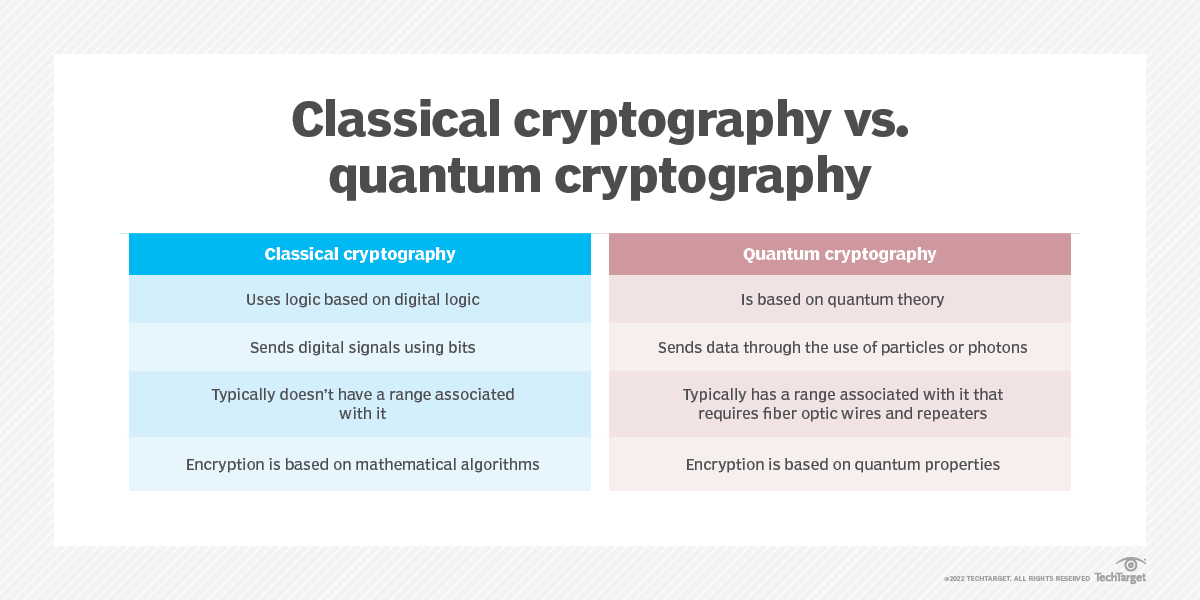 Classical cryptography vs.
quantum cryptography
Classical cryptography
Quantum cryptography
Uses logic based on digital logic
Is based on quantum theory
Sends digital signals using bits
Sends data through the use of particles or photons
Typically doesn't have a range associated
with it
Typically has a range associated with it that
requires fiber optic wires and repeaters
Encryption is based on mathematical algorithms
Encryption is based on quantum properties
©2022 TECHTARGET. ALL RIGHTS RESERVED
TechTarget